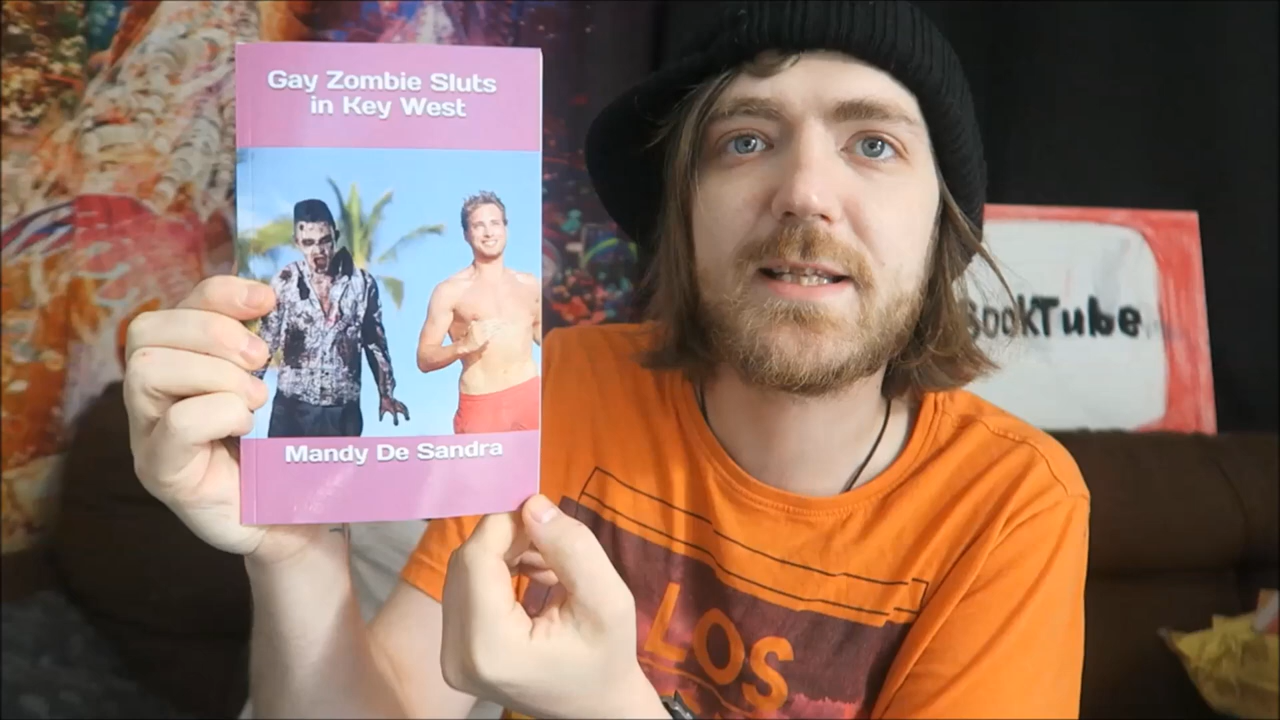 Gay Zombie Sluts
in Key West
Mandy De Sandra
BookTube
LOS